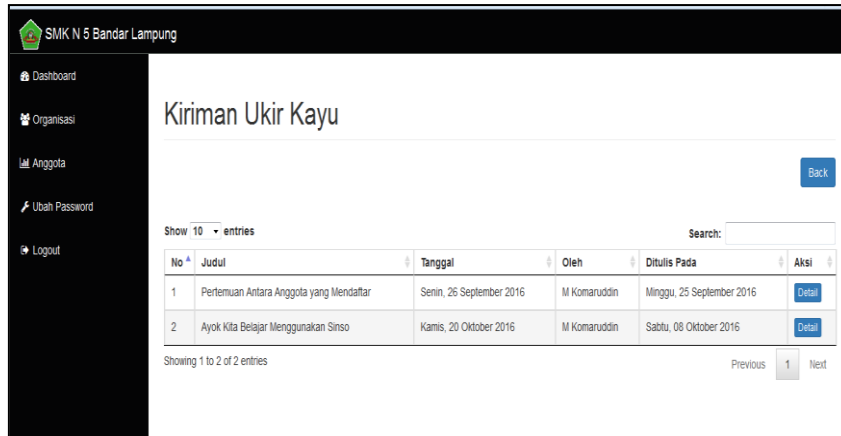 SMK N 5 Bandar Lampung
Dashboard
Organisasi
Anggota
Ubah Password
Logout
Kiriman Ukir Kayu
Back
Show 10 entries
Search:
No Judul Tanggal Oleh Ditulis Pada Aksi
1 Pertemuan Antara Anggota yang Mendaftar Senin, 26 September 2016 M Komaruddin Minggu, 25 September 2016 Detail
2 Ayok Kita Belajar Menggunakan Sinso Kamis, 20 Oktober 2016 M Komaruddin Sabtu, 08 Oktober 2016 Detail
Showing 1 to 2 of 2 entries
Previous 1 Next